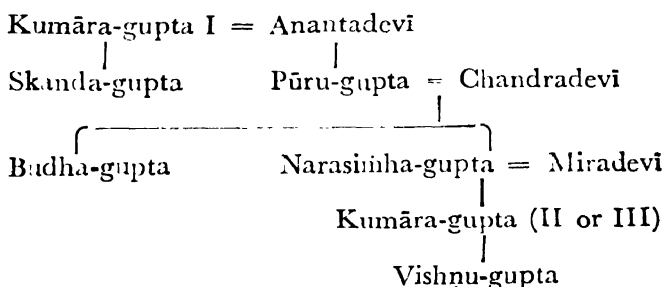 Kumāra-gupta I = Anantadevī
Skanda-gupta Pūru-gupta = Chandradevī
Budha-gupta Narasiṁha-gupta = Miradevī
Kumāra-gupta (II or III)
Vishṇu-gupta